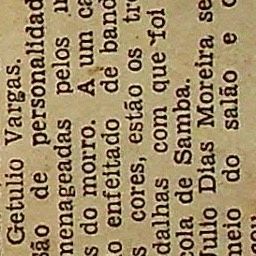 Getulio Vargas.
são de personalidad
menageadas pelos
s do morro. A um ca
o enfeitado de band
s cores, estão os tr
dalhas com que foi
cola de Samba.
Julio Dias Moreira se
meio do salão e